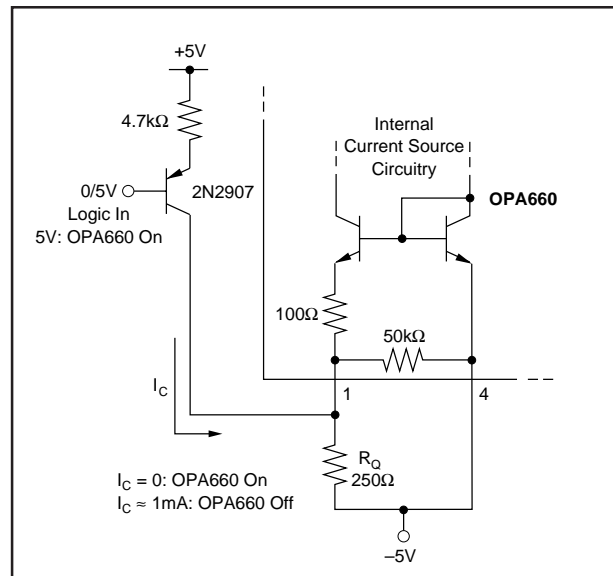 +5V
4.7kΩ
Internal
Current Source
Circuitry
0/5V
2N2907
OPA660
Logic In
5V: OPA660 On
100Ω
50kΩ
I_C
1
4
R_Q
250Ω
I_C = 0: OPA660 On
I_C ≈ 1mA: OPA660 Off
–5V